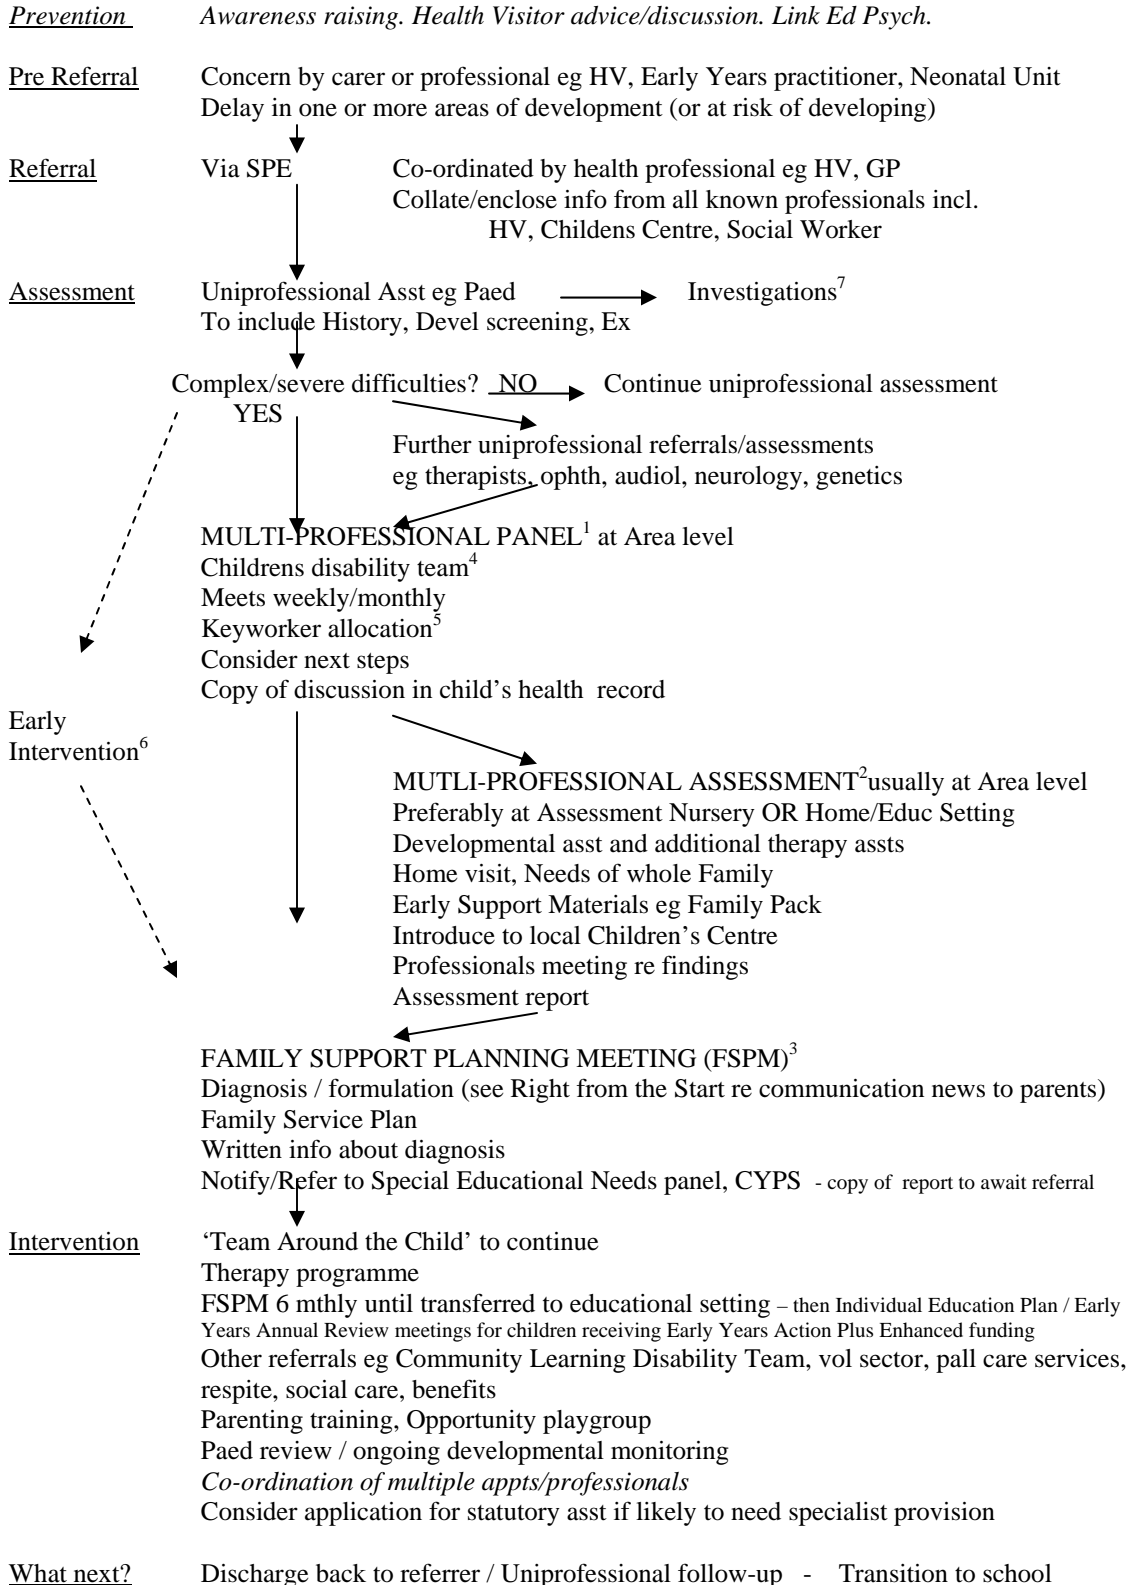 Prevention Awareness raising. Health Visitor advice/discussion. Link Ed Psych.
Pre Referral Concern by carer or professional eg HV, Early Years practitioner, Neonatal Unit
Delay in one or more areas of development (or at risk of developing)
Referral Via SPE Co-ordinated by health professional eg HV, GP
Collate/enclose info from all known professionals incl.
HV, Childens Centre, Social Worker
Assessment Uniprofessional Asst eg Paed Investigations7
To include History, Devel screening, Ex
Complex/severe difficulties? NO Continue uniprofessional assessment
YES
Further uniprofessional referrals/assessments
eg therapists, ophth, audiol, neurology, genetics
MULTI-PROFESSIONAL PANEL1 at Area level
Childrens disability team4
Meets weekly/monthly
Keyworker allocation5
Consider next steps
Copy of discussion in child's health record
Early
Intervention6
MUTLI-PROFESSIONAL ASSESSMENT2usually at Area level
Preferably at Assessment Nursery OR Home/Educ Setting
Developmental asst and additional therapy assts
Home visit, Needs of whole Family
Early Support Materials eg Family Pack
Introduce to local Children's Centre
Professionals meeting re findings
Assessment report
FAMILY SUPPORT PLANNING MEETING (FSPM)3
Diagnosis / formulation (see Right from the Start re communication news to parents)
Family Service Plan
Written info about diagnosis
Notify/Refer to Special Educational Needs panel, CYPS - copy of report to await referral
Intervention 'Team Around the Child' to continue
Therapy programme
FSPM 6 mthly until transferred to educational setting – then Individual Education Plan / Early
Years Annual Review meetings for children receiving Early Years Action Plus Enhanced funding
Other referrals eg Community Learning Disability Team, vol sector, pall care services,
respite, social care, benefits
Parenting training, Opportunity playgroup
Paed review / ongoing developmental monitoring
Co-ordination of multiple appts/professionals
Consider application for statutory asst if likely to need specialist provision
What next? Discharge back to referrer / Uniprofessional follow-up - Transition to school